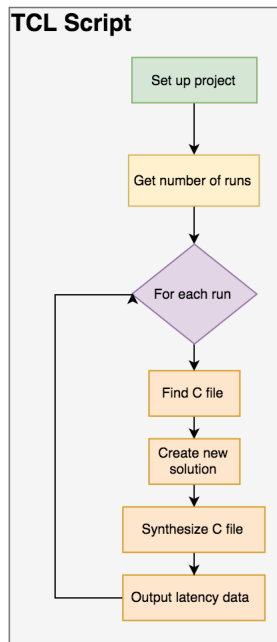 TCL Script
Set up project
Get number of runs
For each run
Find C file
Create new
solution
Synthesize C file
Output latency data